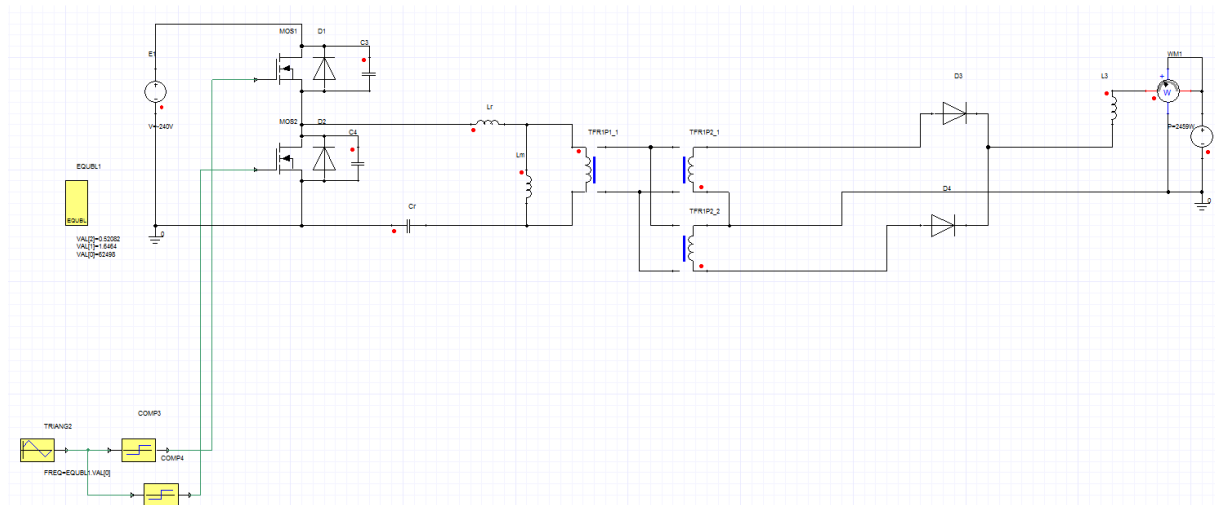 WM1
MOS1
D1
C3
E1
D3
L3
W
Lr
MOS2
D2
C4
V=-240V
P=2459W
TFR1P1_1
TFR1P2_1
Lm
EQUBL1
D4
TFR1P2_2
Cr
EQUBL
0
0
VAL[2]=0.52082
VAL[1]=1.6464
VAL[0]=62498
COMP3
TRIANG2
COMP4
FREQ=EQUBL1.VAL[0]